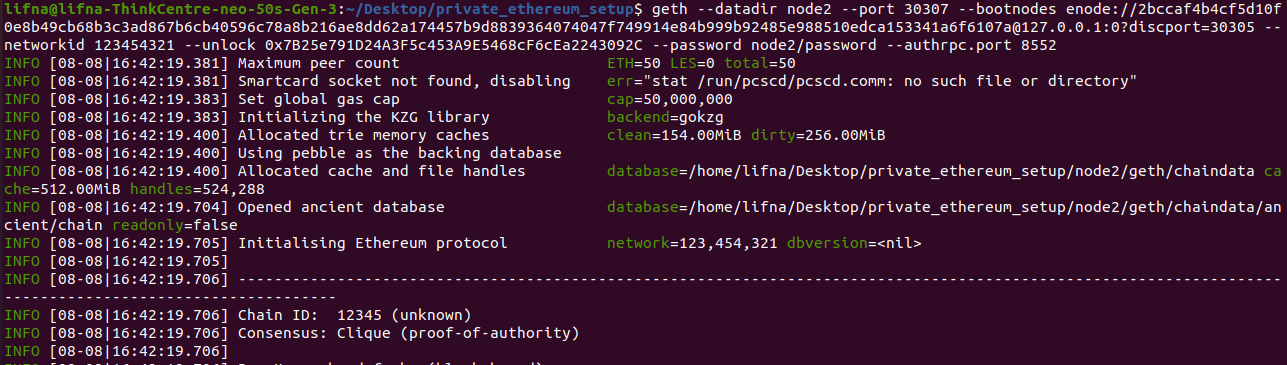 lifna@lifna-ThinkCentre-neo-50s-Gen-3:~/Desktop/private_ethereum_setup$ geth --datadir node2 --port 30307 --bootnodes enode://2bccaf4b4cf5d10f
0e8b49cb68b3c3ad867b6cb40596c78a8b216ae8dd62a174457b9d8839364074047f749914e84b999b92485e988510edca153341a6f6107a@127.0.0.1:0?discport=30305 --
networkid 123454321 --unlock 0x7B25e791D24A3F5c453A9E5468cF6cEa2243092C --password node2/password --authrpc.port 8552
INFO [08-08|16:42:19.381] Maximum peer count                       ETH=50 LES=0 total=50
INFO [08-08|16:42:19.381] Smartcard socket not found, disabling    err="stat /run/pcscd/pcscd.comm: no such file or directory"
INFO [08-08|16:42:19.383] Set global gas cap                       cap=50,000,000
INFO [08-08|16:42:19.383] Initializing the KZG library             backend=gokzg
INFO [08-08|16:42:19.400] Allocated trie memory caches             clean=154.00MiB dirty=256.00MiB
INFO [08-08|16:42:19.400] Using pebble as the backing database
INFO [08-08|16:42:19.400] Allocated cache and file handles         database=/home/lifna/Desktop/private_ethereum_setup/node2/geth/chaindata ca
che=512.00MiB handles=524,288
INFO [08-08|16:42:19.704] Opened ancient database                  database=/home/lifna/Desktop/private_ethereum_setup/node2/geth/chaindata/an
cient/chain readonly=false
INFO [08-08|16:42:19.705] Initialising Ethereum protocol           network=123,454,321 dbversion=<nil>
INFO [08-08|16:42:19.705]
INFO [08-08|16:42:19.706] --------------------------------------------------------------------------------------------------------------------
-------------------------------------
INFO [08-08|16:42:19.706] Chain ID:  12345 (unknown)
INFO [08-08|16:42:19.706] Consensus: Clique (proof-of-authority)
INFO [08-08|16:42:19.706]